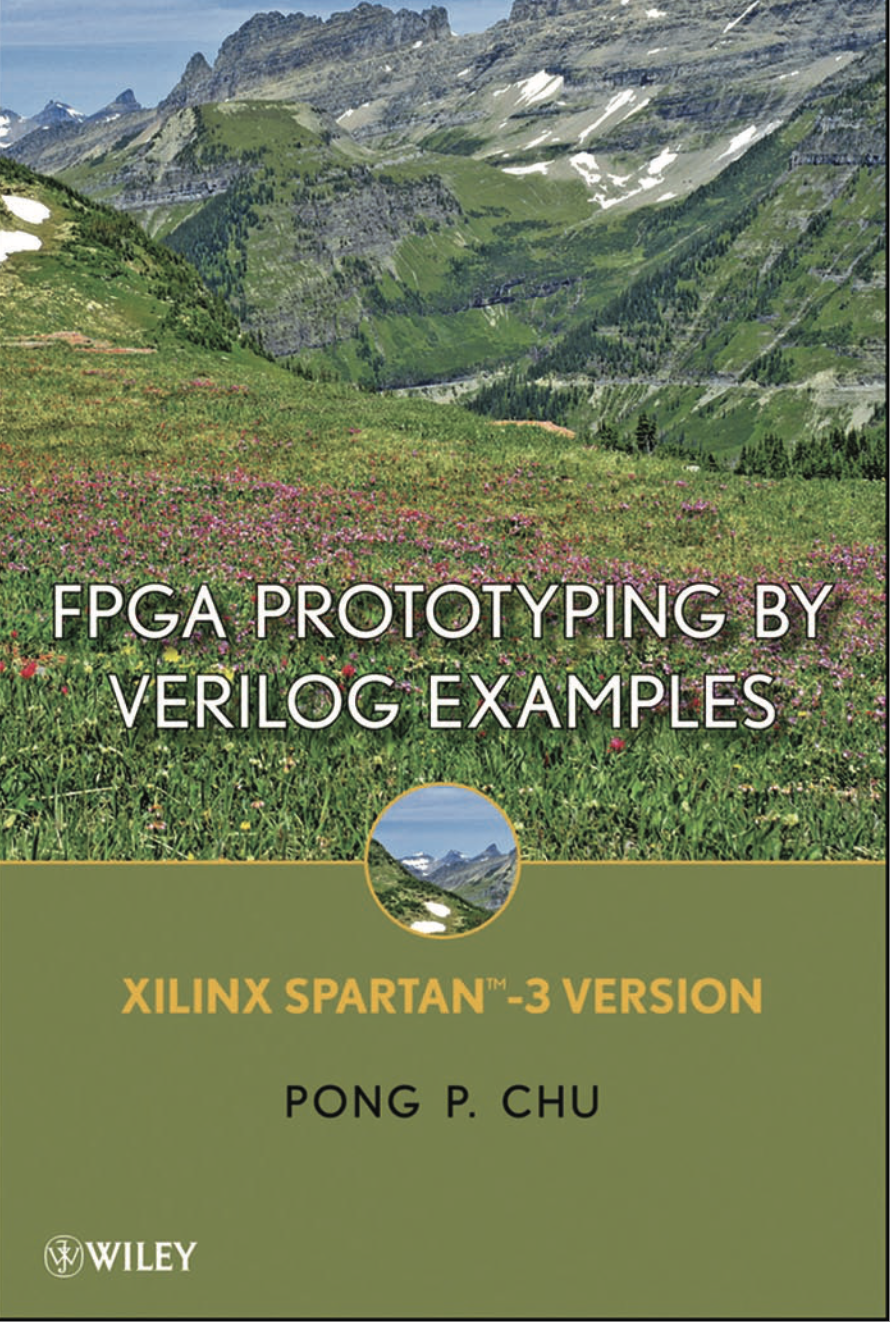 FPGA PROTOTYPING BY
VERILOG EXAMPLES
XILINX SPARTAN™-3 VERSION
PONG P. CHU
WILEY